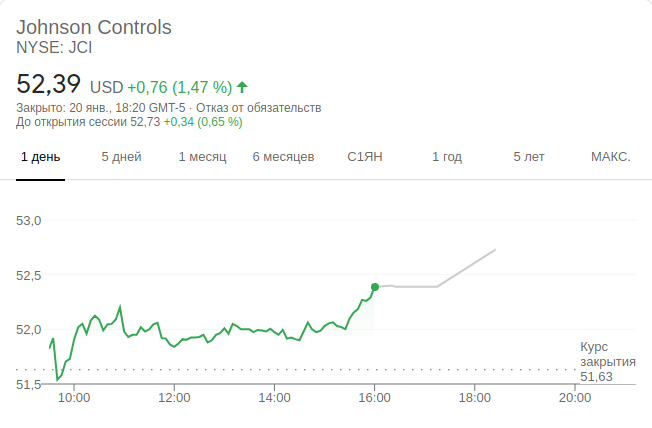 Johnson Controls
NYSE: JCI
52,39 USD +0,76 (1,47 %)
Закрыто: 20 янв., 18:20 GMT-5 · Отказ от обязательств
До открытия сессии 52,73 +0,34 (0,65 %)
1 день 5 дней 1 месяц 6 месяцев С1ЯН 1 год 5 лет МАКС.
53,0
52,5
52,0
Курс
закрытия
51,63
51,5
10:00 12:00 14:00 16:00 18:00 20:00